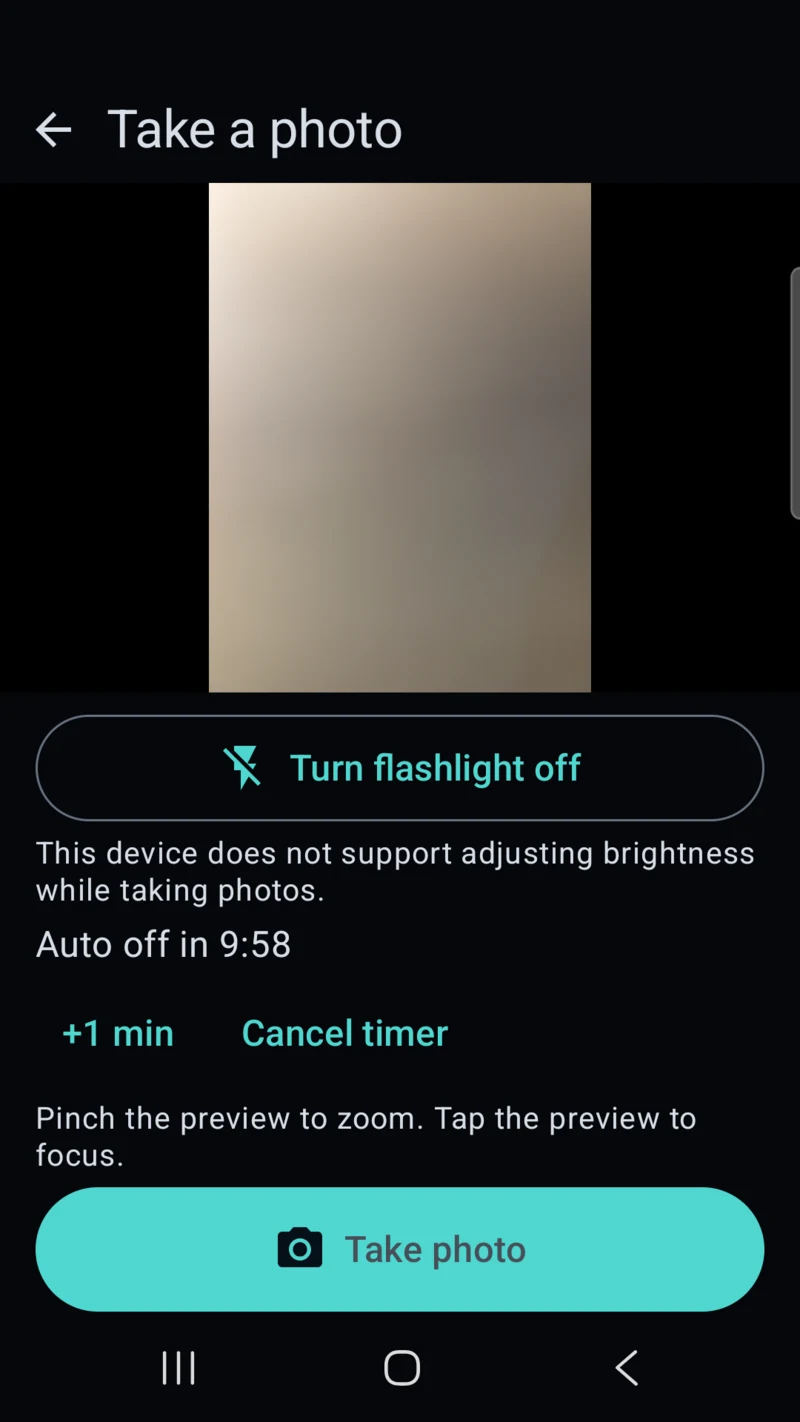 Take a photo
Turn flashlight off
This device does not support adjusting brightness
while taking photos.
Auto off in 9:58
+1 min Cancel timer
Pinch the preview to zoom. Tap the preview to
focus.
Take photo